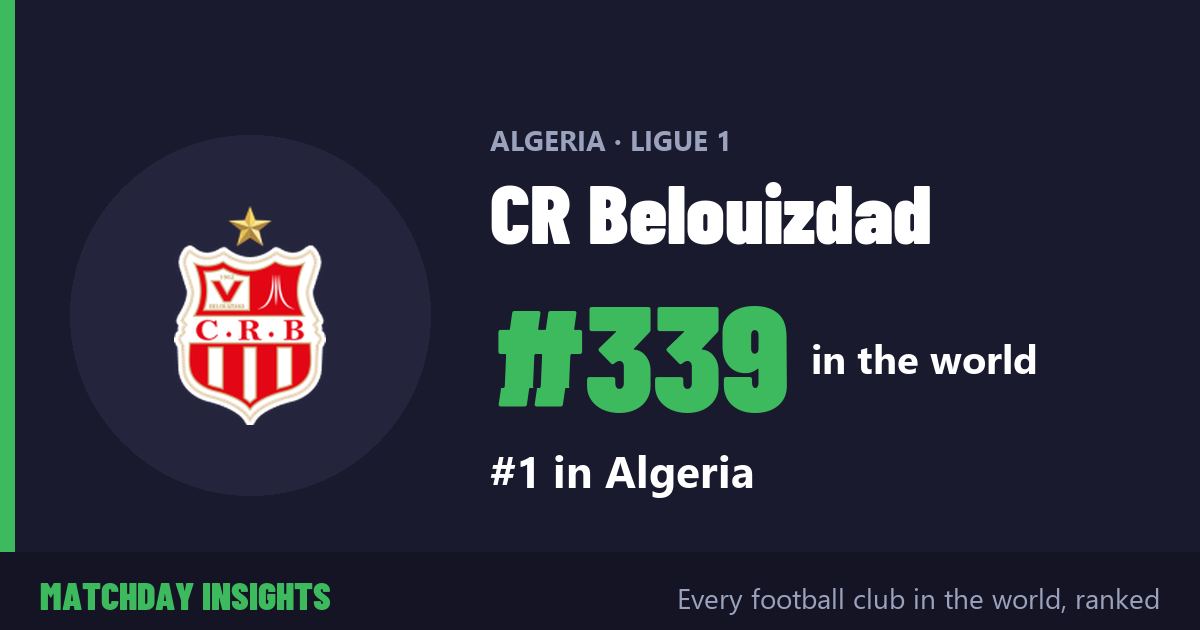 ALGERIA · LIGUE 1
CR Belouizdad
1962
C.R.B
#339 in the world
#1 in Algeria
MATCHDAY INSIGHTS
Every football club in the world, ranked